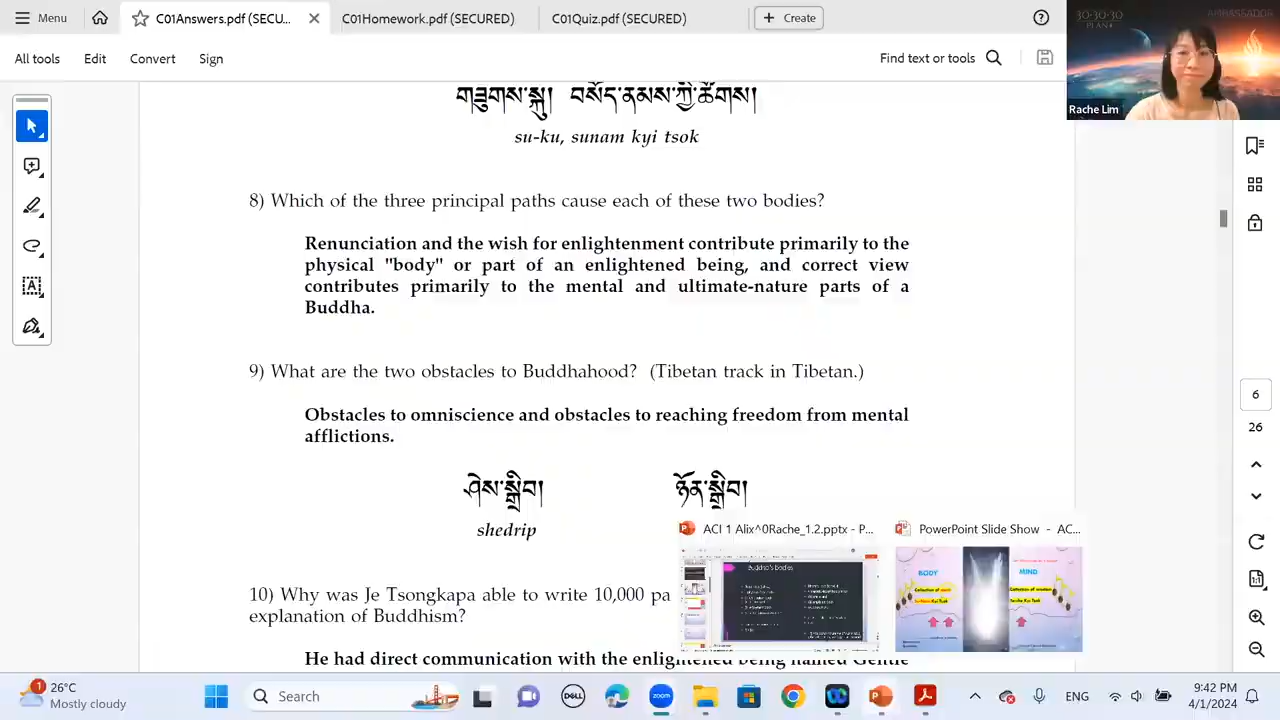 Menu
C01Answers.pdf (SECU...
C01Homework.pdf (SECURED)
C01Quiz.pdf (SECURED)
+ Create
All tools Edit Convert Sign
Find text or tools
30·30·30
PLAN
AMBASSADOR
Rache Lim
གཟུགས་སྐུ། བསོད་ནམས་ཀྱི་ཚོགས།
su-ku, sunam kyi tsok
8) Which of the three principal paths cause each of these two bodies?
Renunciation and the wish for enlightenment contribute primarily to the
physical "body" or part of an enlightened being, and correct view
contributes primarily to the mental and ultimate-nature parts of a
Buddha.
9) What are the two obstacles to Buddhahood? (Tibetan track in Tibetan.)
Obstacles to omniscience and obstacles to reaching freedom from mental
afflictions.
ཤེས་སྒྲིབ། ཉོན་སྒྲིབ།
shedrip
10) Why was Je Tsongkapa able to write 10,000 pa
explanation of Buddhism?
He had direct communication with the enlightened being named Gentle
6
26
ACI 1 Alix^0Rache_1.2.pptx - P...
PowerPoint Slide Show - AC...
Buddha's bodies
BODY
MIND
26°C
Mostly cloudy
Search
ENG
9:42 PM
4/1/2024